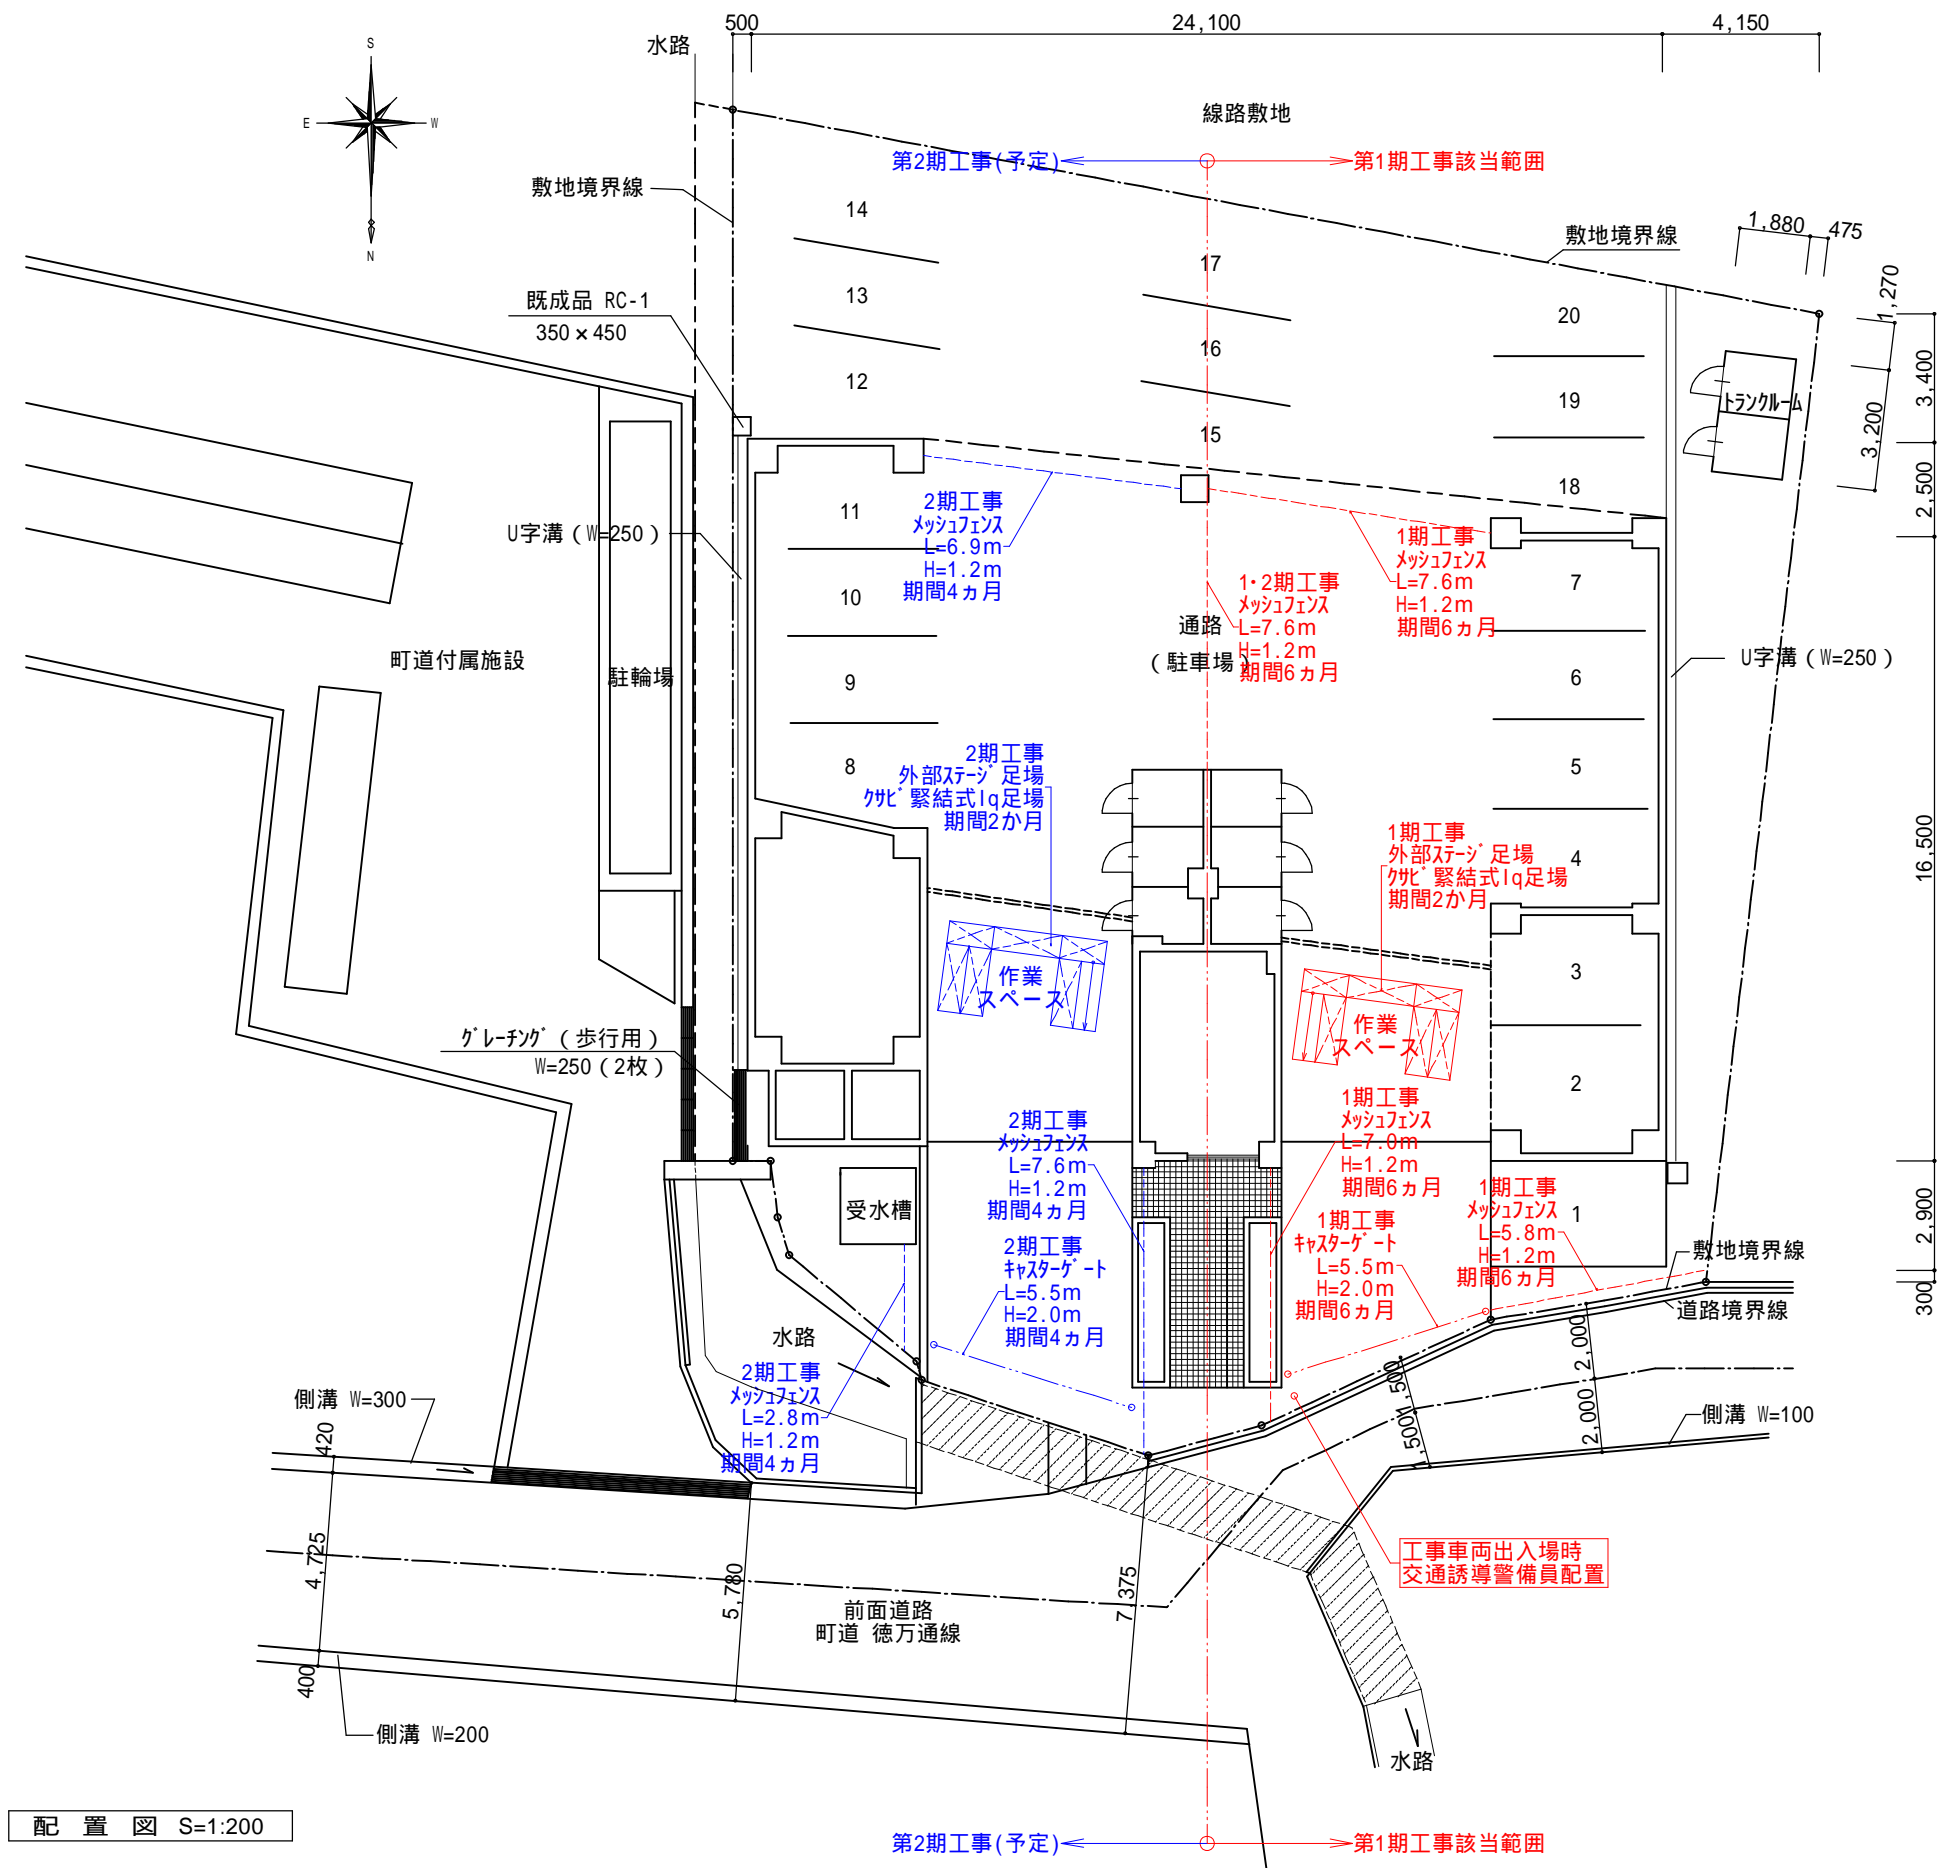 500
24,100
4,150
水路
S
E
W
N
線路敷地
第2期工事(予定)
第1期工事該当範囲
敷地境界線
敷地境界線
1,880
475
1,270
3,200
3,400
2,500
16,500
2,900
300
14
13
12
17
16
15
20
19
18
既成品 RC-1
350×450
トランクルーム
11
10
9
8
7
6
5
4
3
2
1
U字溝（W=250）
U字溝（W=250）
2期工事
メッシュフェンス
L=6.9m
H=1.2m
期間4ヵ月
1期工事
メッシュフェンス
L=7.6m
H=1.2m
期間6ヵ月
1・2期工事
メッシュフェンス
L=7.6m
H=1.2m
期間6ヵ月
通路
（駐車場）
町道付属施設
駐輪場
2期工事
外部ステージ足場
クサビ緊結式lq足場
期間2か月
1期工事
外部ステージ足場
クサビ緊結式lq足場
期間2か月
作業
スペース
作業
スペース
グレーチング（歩行用）
W=250（2枚）
2期工事
メッシュフェンス
L=7.6m
H=1.2m
期間4ヵ月
1期工事
メッシュフェンス
L=7.0m
H=1.2m
期間6ヵ月
1期工事
メッシュフェンス
L=5.8m
H=1.2m
期間6ヵ月
受水槽
2期工事
キャスターゲート
L=5.5m
H=2.0m
期間4ヵ月
1期工事
キャスターゲート
L=5.5m
H=2.0m
期間6ヵ月
敷地境界線
道路境界線
水路
2期工事
メッシュフェンス
L=2.8m
H=1.2m
期間4ヵ月
側溝 W=300
420
4,725
400
5,780
7,375
1,500
1,500
2,000
2,000
側溝 W=100
工事車両出入場時
交通誘導警備員配置
前面道路
町道 徳万通線
側溝 W=200
水路
配置図 S=1:200
第2期工事(予定)
第1期工事該当範囲